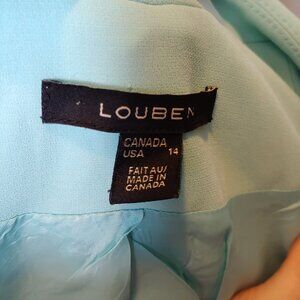 LOUBEN
CANADA
USA 14
FAIT AU/
MADE IN
CANADA